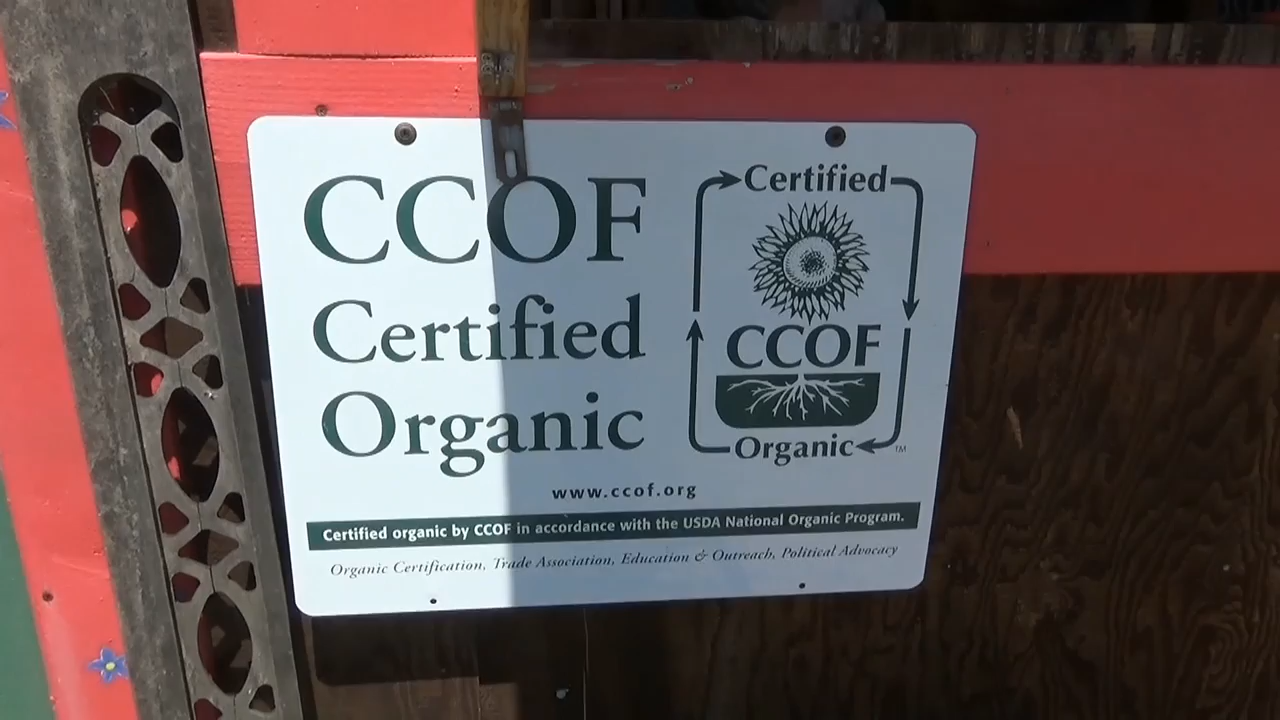 CCOF
Certified
Organic
Certified
CCOF
Organic
TM
www.ccof.org
Certified organic by CCOF in accordance with the USDA National Organic Program.
Organic Certification, Trade Association, Education & Outreach, Political Advocacy